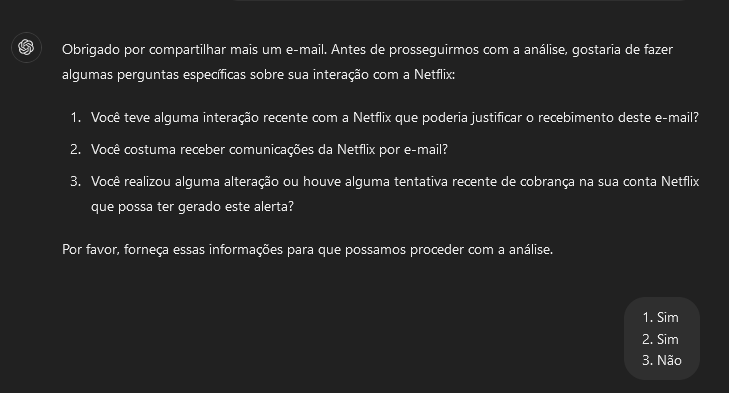 Obrigado por compartilhar mais um e-mail. Antes de prosseguirmos com a análise, gostaria de fazer
algumas perguntas específicas sobre sua interação com a Netflix:
1. Você teve alguma interação recente com a Netflix que poderia justificar o recebimento deste e-mail?
2. Você costuma receber comunicações da Netflix por e-mail?
3. Você realizou alguma alteração ou houve alguma tentativa recente de cobrança na sua conta Netflix
que possa ter gerado este alerta?
Por favor, forneça essas informações para que possamos proceder com a análise.
1. Sim
2. Sim
3. Não